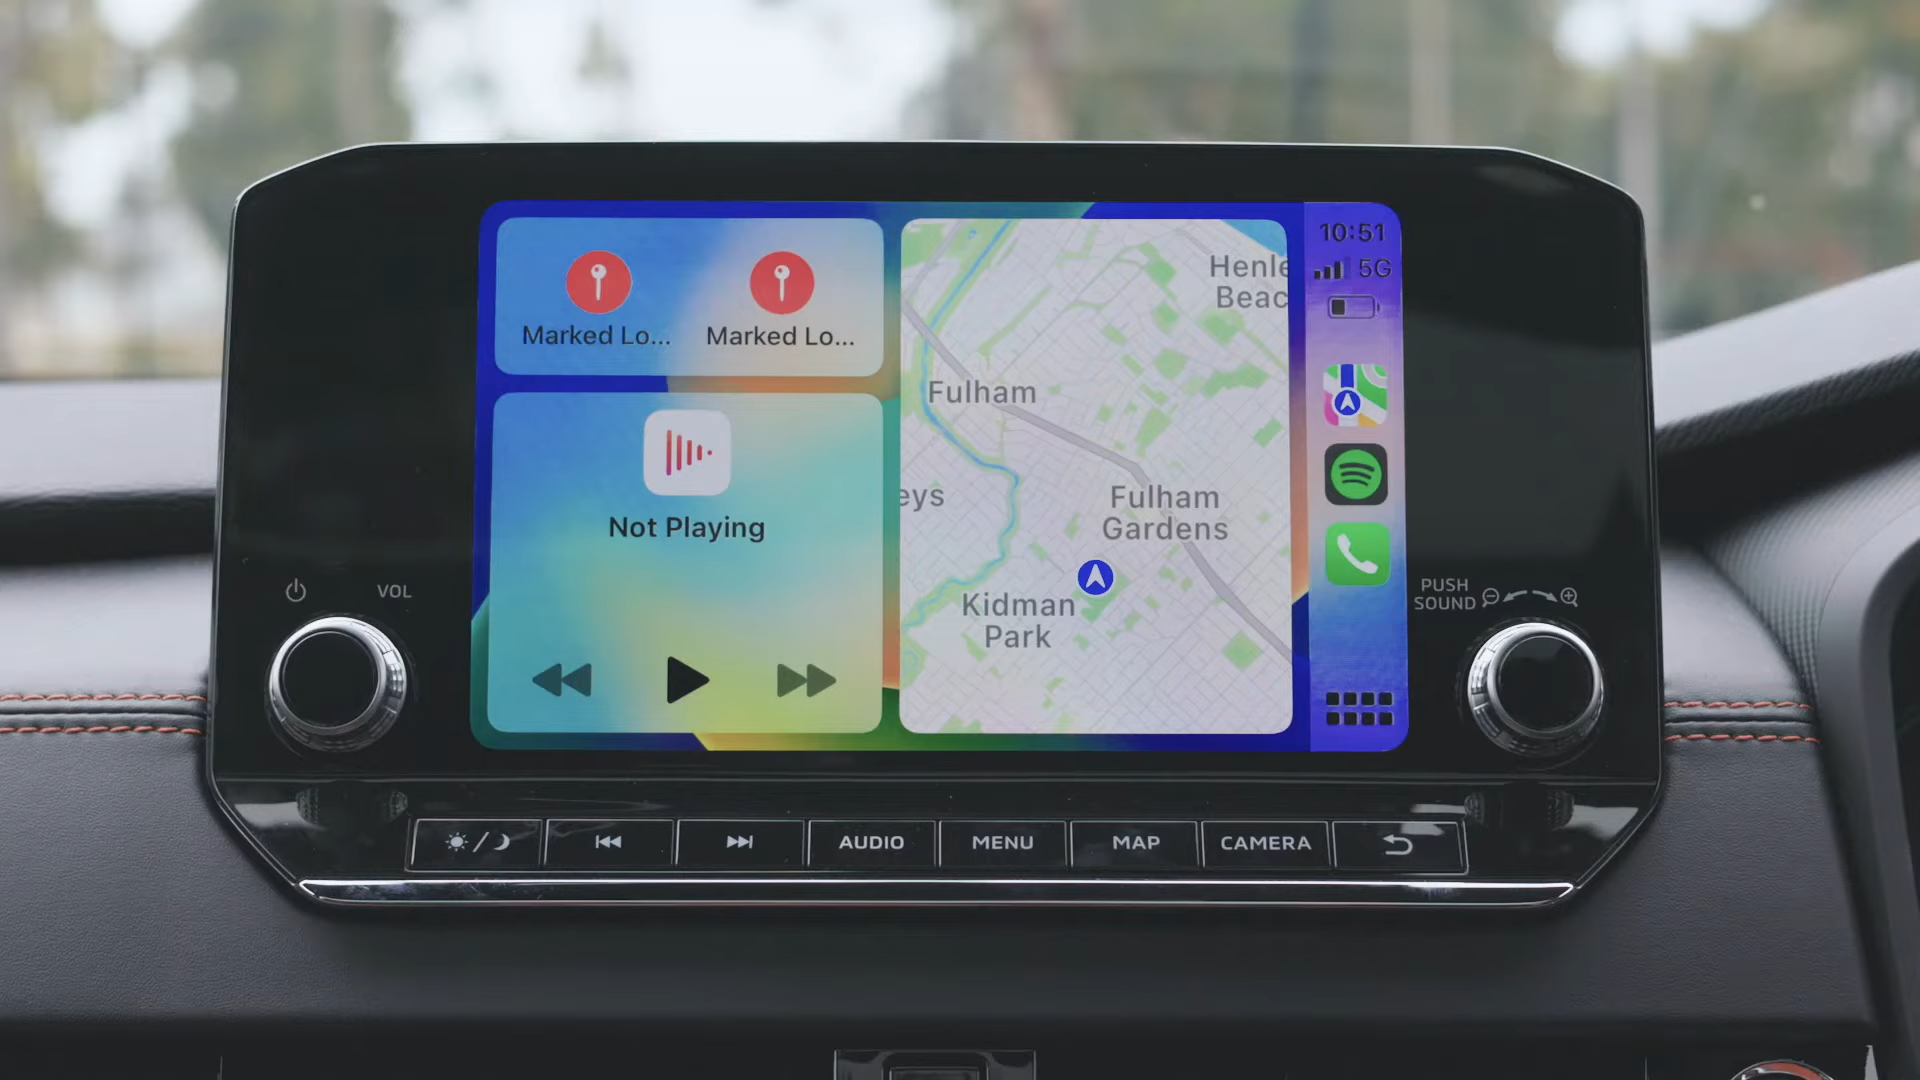 Marked Lo...
Marked Lo...
Not Playing
Henle
Beac
Fulham
eys
Fulham
Gardens
Kidman
Park
10:51
5G
VOL
PUSH
SOUND
AUDIO
MENU
MAP
CAMERA